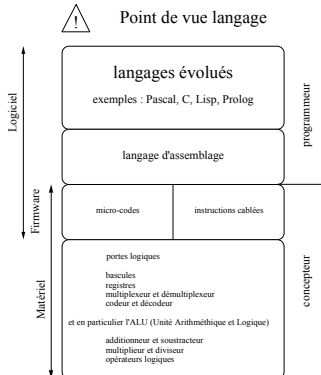 !
Point de vue langage
langages évolués
exemples : Pascal, C, Lisp, Prolog
langage d'assemblage
micro-codes
instructions cablées
portes logiques
bascules
registres
multiplexeur et démultiplexeur
codeur et décodeur
et en particulier l'ALU (Unité Arithméthique et Logique)
additionneur et soustracteur
multiplieur et diviseur
opérateurs logiques
Logiciel
Firmware
Matériel
programmeur
concepteur